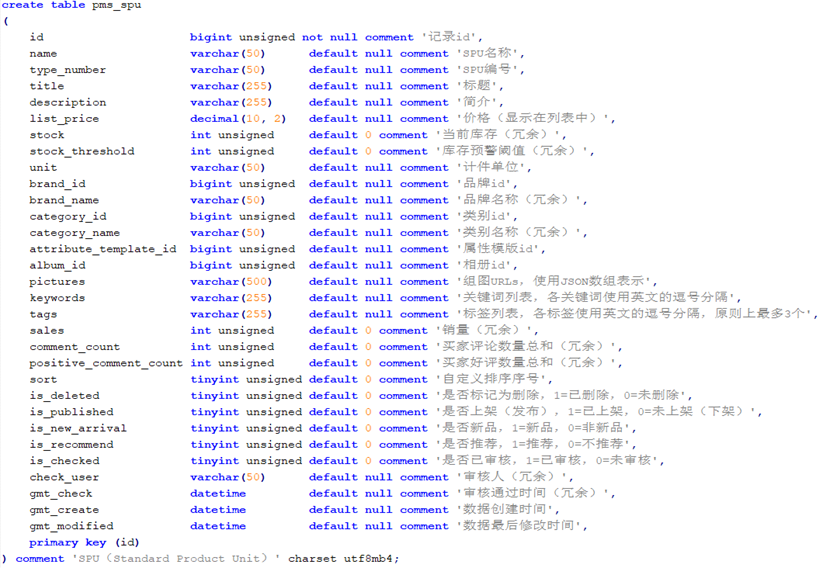 create table pms_spu
(
    id                     bigint unsigned not null comment '记录id',
    name                   varchar(50)      default null comment 'SPU名称',
    type_number            varchar(50)      default null comment 'SPU编号',
    title                  varchar(255)     default null comment '标题',
    description            varchar(255)     default null comment '简介',
    list_price             decimal(10, 2)   default null comment '价格（显示在列表中）',
    stock                  int unsigned     default 0 comment '当前库存（冗余）',
    stock_threshold        int unsigned     default 0 comment '库存预警阈值（冗余）',
    unit                   varchar(50)      default null comment '计件单位',
    brand_id               bigint unsigned  default null comment '品牌id',
    brand_name             varchar(50)      default null comment '品牌名称（冗余）',
    category_id            bigint unsigned  default null comment '类别id',
    category_name          varchar(50)      default null comment '类别名称（冗余）',
    attribute_template_id  bigint unsigned  default null comment '属性模版id',
    album_id               bigint unsigned  default null comment '相册id',
    pictures               varchar(500)     default null comment '组图URLs，使用JSON数组表示',
    keywords               varchar(255)     default null comment '关键词列表，各关键词使用英文的逗号分隔',
    tags                   varchar(255)     default null comment '标签列表，各标签使用英文的逗号分隔，原则上最多3个',
    sales                  int unsigned     default 0 comment '销量（冗余）',
    comment_count          int unsigned     default 0 comment '买家评论数量总和（冗余）',
    positive_comment_count int unsigned     default 0 comment '买家好评数量总和（冗余）',
    sort                   tinyint unsigned default 0 comment '自定义排序序号',
    is_deleted             tinyint unsigned default 0 comment '是否标记为删除，1=已删除，0=未删除',
    is_published           tinyint unsigned default 0 comment '是否上架（发布），1=已上架，0=未上架（下架）',
    is_new_arrival         tinyint unsigned default 0 comment '是否新品，1=新品，0=非新品',
    is_recommend           tinyint unsigned default 0 comment '是否推荐，1=推荐，0=不推荐',
    is_checked             tinyint unsigned default 0 comment '是否已审核，1=已审核，0=未审核',
    check_user             varchar(50)      default null comment '审核人（冗余）',
    gmt_check              datetime         default null comment '审核通过时间（冗余）',
    gmt_create             datetime         default null comment '数据创建时间',
    gmt_modified           datetime         default null comment '数据最后修改时间',
    primary key (id)
) comment 'SPU（Standard Product Unit）' charset utf8mb4;